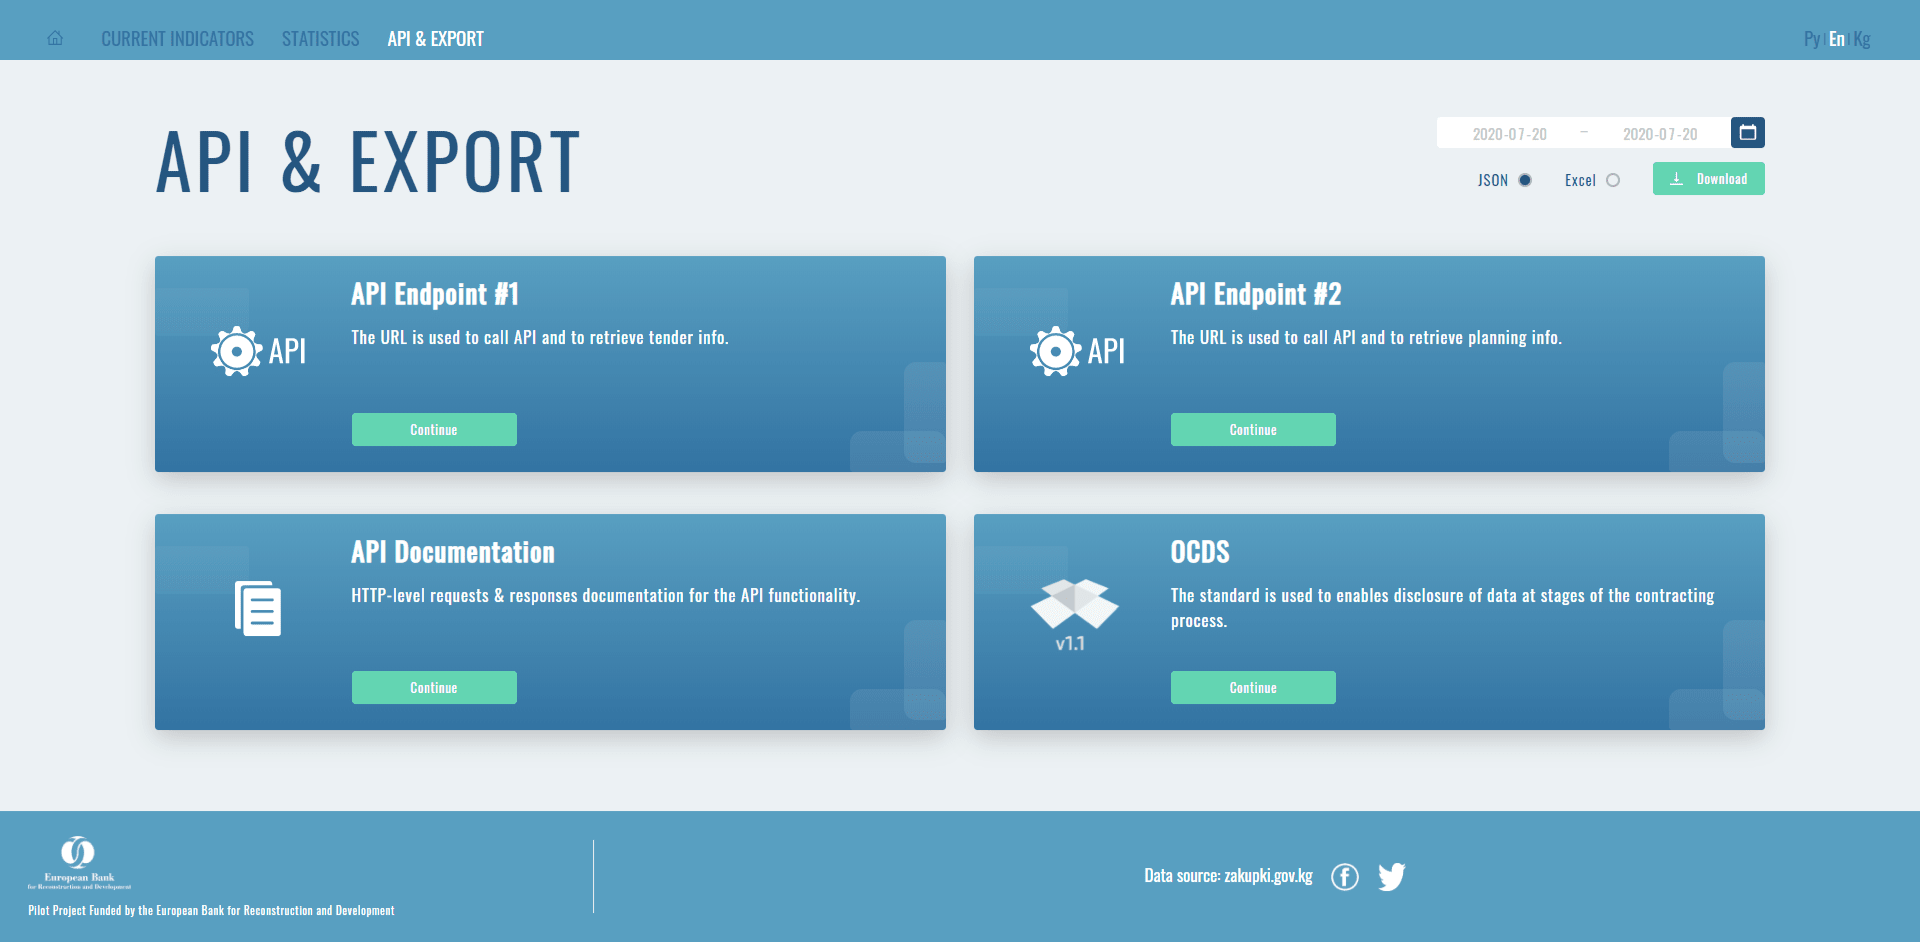 CURRENT INDICATORS STATISTICS API & EXPORT
Ру En Kg
API & EXPORT
2020-07-20 – 2020-07-20
JSON Excel Download
API Endpoint #1
The URL is used to call API and to retrieve tender info.
API
Continue
API Endpoint #2
The URL is used to call API and to retrieve planning info.
API
Continue
API Documentation
HTTP-level requests & responses documentation for the API functionality.
Continue
OCDS
The standard is used to enables disclosure of data at stages of the contracting
process.
v1.1
Continue
European Bank
for Reconstruction and Development
Pilot Project Funded by the European Bank for Reconstruction and Development
Data source: zakupki.gov.kg